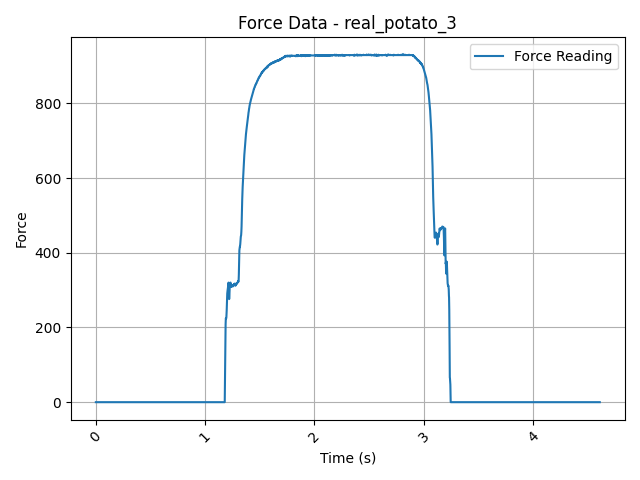 Force Data - real_potato_3
Force Reading
Force
800
600
400
200
0
0 1 2 3 4
Time (s)